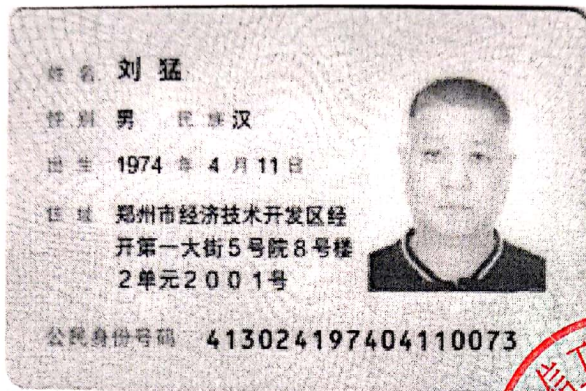 姓名 刘猛
性别 男 民族 汉
出生 1974 年 4 月 11 日
住址 郑州市经济技术开发区经
开第一大街5号院8号楼
2单元2001号
公民身份号码 413024197404110073